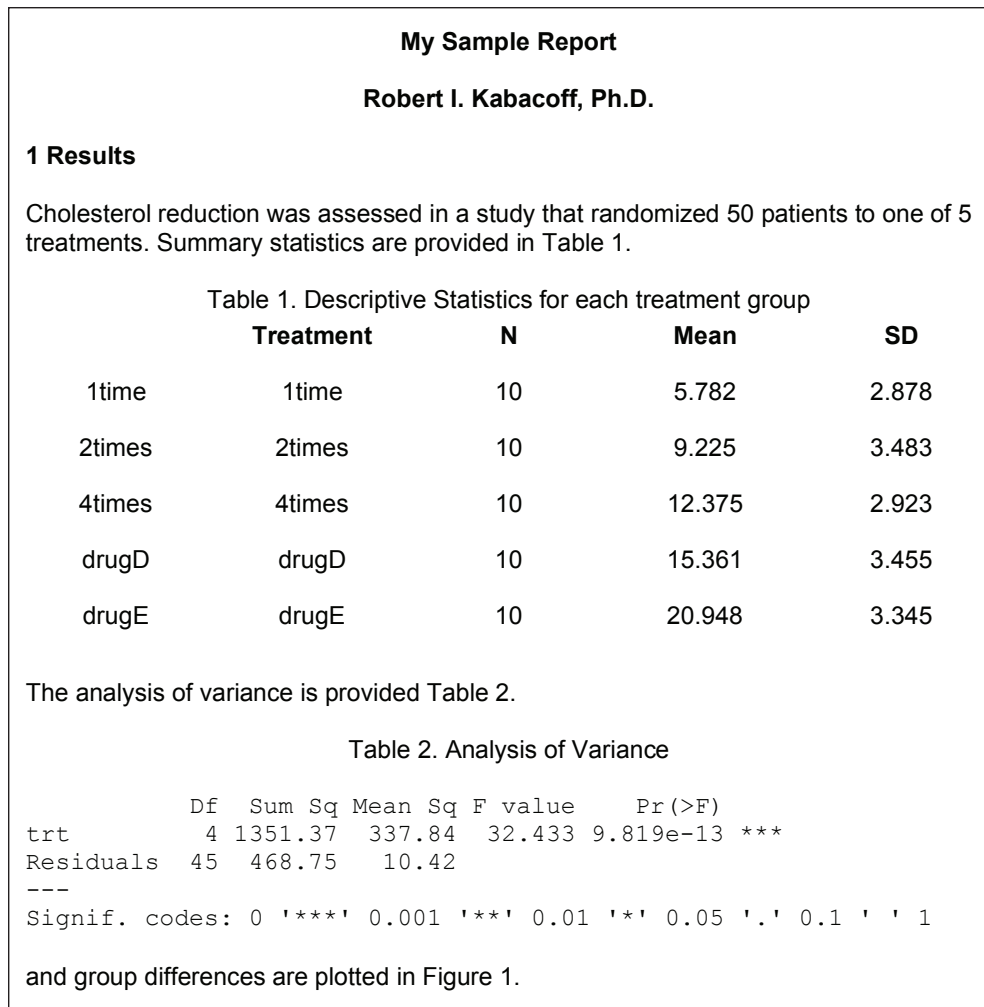 My Sample Report
Robert I. Kabacoff, Ph.D.
1 Results
Cholesterol reduction was assessed in a study that randomized 50 patients to one of 5
treatments. Summary statistics are provided in Table 1.
Table 1. Descriptive Statistics for each treatment group
Treatment N Mean SD
1time 1time 10 5.782 2.878
2times 2times 10 9.225 3.483
4times 4times 10 12.375 2.923
drugD drugD 10 15.361 3.455
drugE drugE 10 20.948 3.345
The analysis of variance is provided Table 2.
Table 2. Analysis of Variance
Df Sum Sq Mean Sq F value Pr(>F)
trt 4 1351.37 337.84 32.433 9.819e-13 ***
Residuals 45 468.75 10.42
---
Signif. codes: 0 '***' 0.001 '**' 0.01 '*' 0.05 '.' 0.1 ' ' 1
and group differences are plotted in Figure 1.